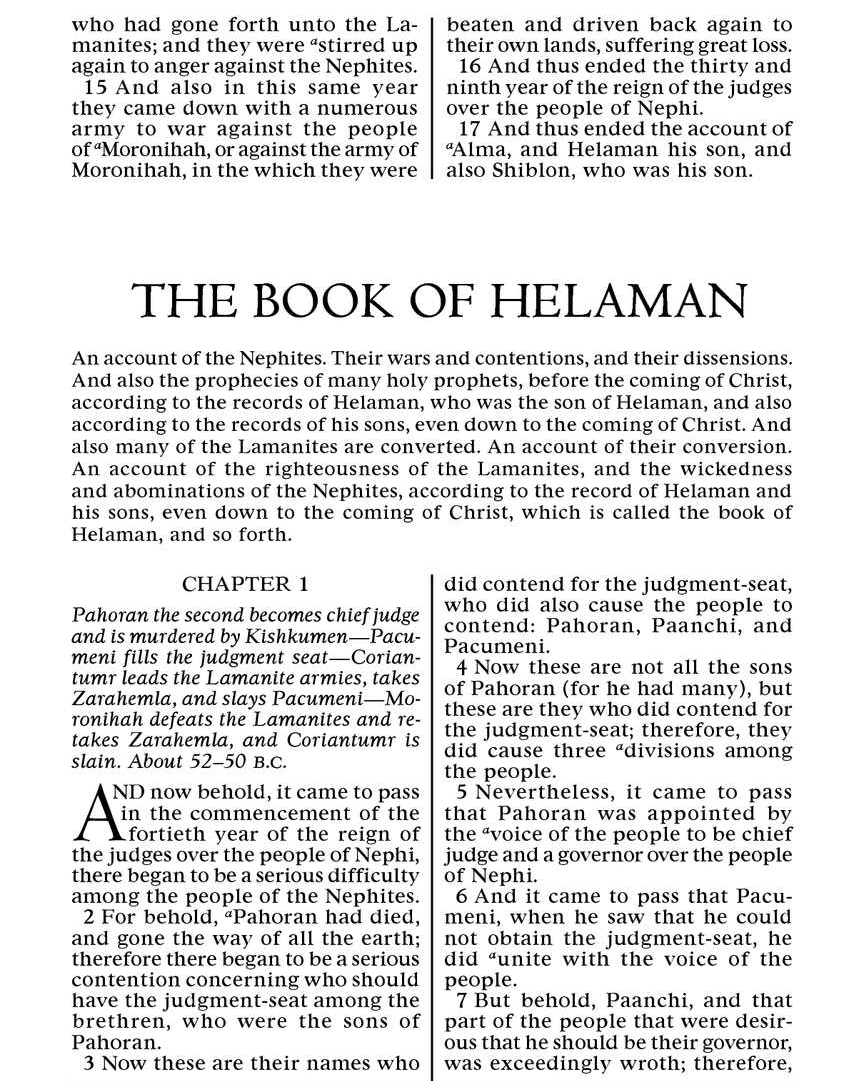 who had gone forth unto the La-
manites; and they were ᵃstirred up
again to anger against the Nephites.
15 And also in this same year
they came down with a numerous
army to war against the people
of ᵃMoronihah, or against the army of
Moronihah, in the which they were
beaten and driven back again to
their own lands, suffering great loss.
16 And thus ended the thirty and
ninth year of the reign of the judges
over the people of Nephi.
17 And thus ended the account of
ᵃAlma, and Helaman his son, and
also Shiblon, who was his son.
THE BOOK OF HELAMAN
An account of the Nephites. Their wars and contentions, and their dissensions.
And also the prophecies of many holy prophets, before the coming of Christ,
according to the records of Helaman, who was the son of Helaman, and also
according to the records of his sons, even down to the coming of Christ. And
also many of the Lamanites are converted. An account of their conversion.
An account of the righteousness of the Lamanites, and the wickedness
and abominations of the Nephites, according to the record of Helaman and
his sons, even down to the coming of Christ, which is called the book of
Helaman, and so forth.
CHAPTER 1
Pahoran the second becomes chief judge
and is murdered by Kishkumen—Pacu-
meni fills the judgment seat—Corian-
tumr leads the Lamanite armies, takes
Zarahemla, and slays Pacumeni—Mo-
ronihah defeats the Lamanites and re-
takes Zarahemla, and Coriantumr is
slain. About 52–50 B.C.
AND now behold, it came to pass
in the commencement of the
fortieth year of the reign of
the judges over the people of Nephi,
there began to be a serious difficulty
among the people of the Nephites.
2 For behold, ᵃPahoran had died,
and gone the way of all the earth;
therefore there began to be a serious
contention concerning who should
have the judgment-seat among the
brethren, who were the sons of
Pahoran.
3 Now these are their names who
did contend for the judgment-seat,
who did also cause the people to
contend: Pahoran, Paanchi, and
Pacumeni.
4 Now these are not all the sons
of Pahoran (for he had many), but
these are they who did contend for
the judgment-seat; therefore, they
did cause three ᵃdivisions among
the people.
5 Nevertheless, it came to pass
that Pahoran was appointed by
the ᵃvoice of the people to be chief
judge and a governor over the people
of Nephi.
6 And it came to pass that Pacu-
meni, when he saw that he could
not obtain the judgment-seat, he
did ᵃunite with the voice of the
people.
7 But behold, Paanchi, and that
part of the people that were desir-
ous that he should be their governor,
was exceedingly wroth; therefore,